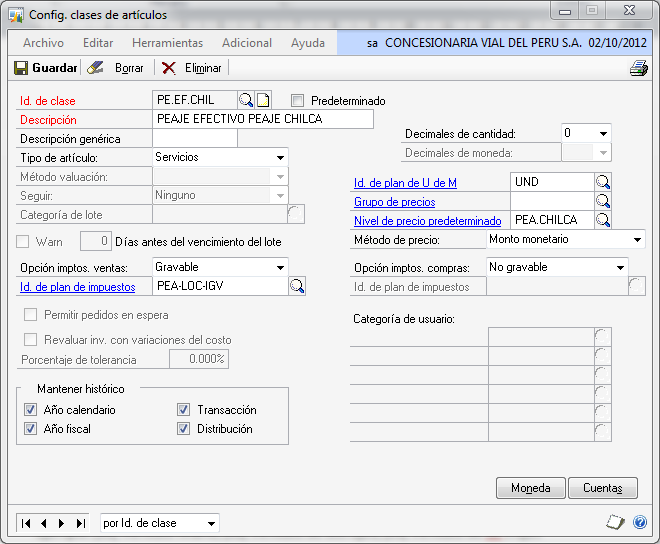 Config. clases de artículos
Archivo Editar Herramientas Adicional Ayuda sa CONCESIONARIA VIAL DEL PERU S.A. 02/10/2012
Guardar Borrar Eliminar
Id. de clase PE.EF.CHIL Predeterminado
Descripción PEAJE EFECTIVO PEAJE CHILCA
Descripción genérica Decimales de cantidad: 0
Tipo de artículo: Servicios Decimales de moneda:
Método valuación: Id. de plan de U de M UND
Seguir: Ninguno Grupo de precios
Categoría de lote Nivel de precio predeterminado PEA.CHILCA
Warn 0 Días antes del vencimiento del lote Método de precio: Monto monetario
Opción imptos. ventas: Gravable Opción imptos. compras: No gravable
Id. de plan de impuestos PEA-LOC-IGV Id. de plan de impuestos
Permitir pedidos en espera Categoría de usuario:
Revaluar inv. con variaciones del costo
Porcentaje de tolerancia 0.000%
Mantener histórico
Año calendario Transacción
Año fiscal Distribución
Moneda Cuentas
por Id. de clase